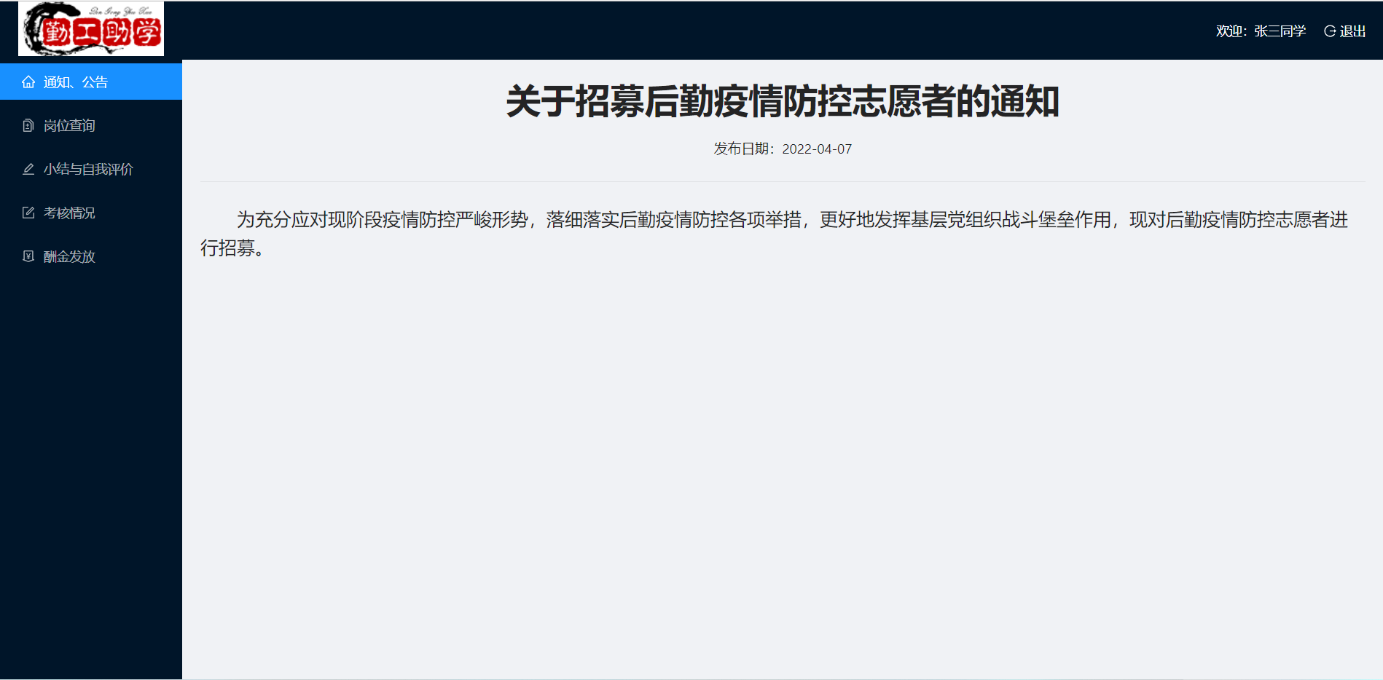 Qin Gong Zhu Xue
勤工助学
欢迎：张三同学 退出
通知、公告
岗位查询
小结与自我评价
考核情况
酬金发放
关于招募后勤疫情防控志愿者的通知
发布日期：2022-04-07
为充分应对现阶段疫情防控严峻形势，落细落实后勤疫情防控各项举措，更好地发挥基层党组织战斗堡垒作用，现对后勤疫情防控志愿者进
行招募。